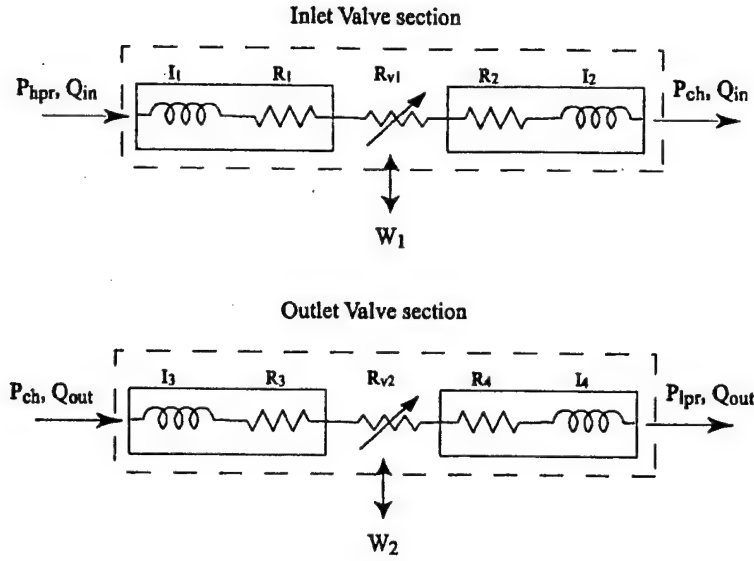 Inlet Valve section
I1 R1 Rv1 R2 I2
Phpr, Qin
Pch, Qin
W1
Outlet Valve section
I3 R3 Rv2 R4 I4
Pch, Qout
Plpr, Qout
W2